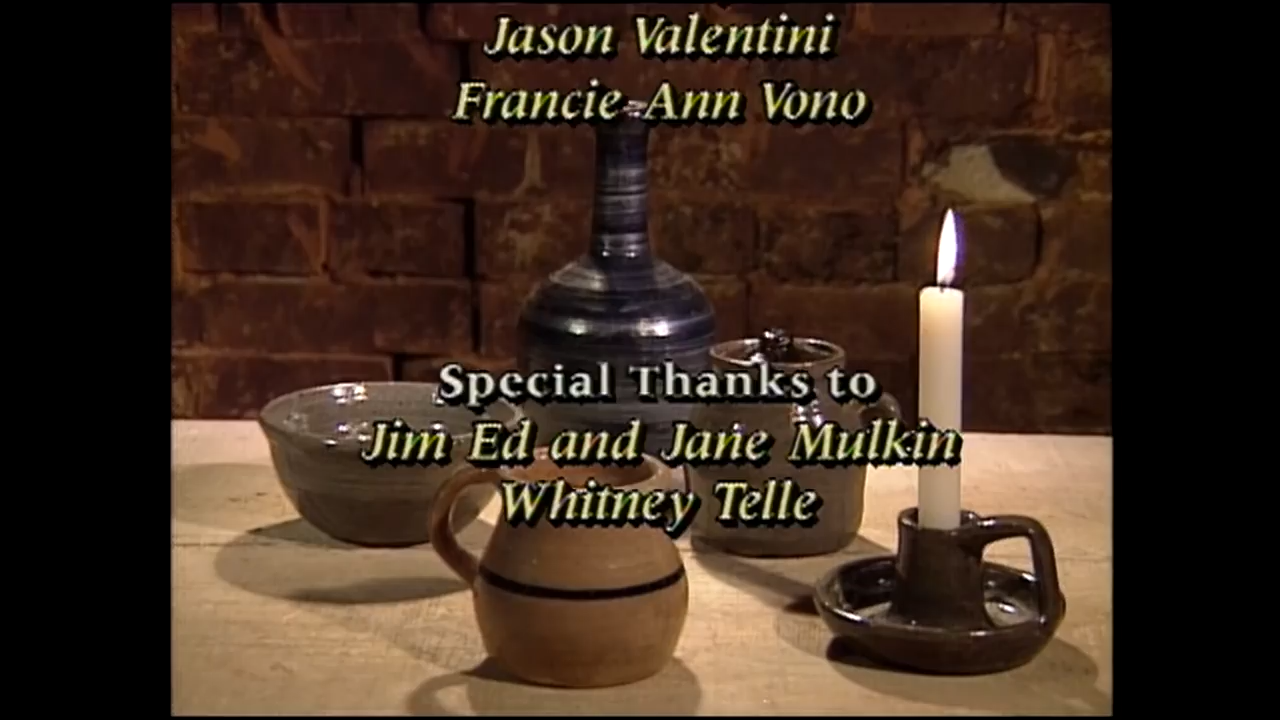 Jason Valentini
Francie Ann Vono
Special Thanks to
Jim Ed and Jane Mulkin
Whitney Telle